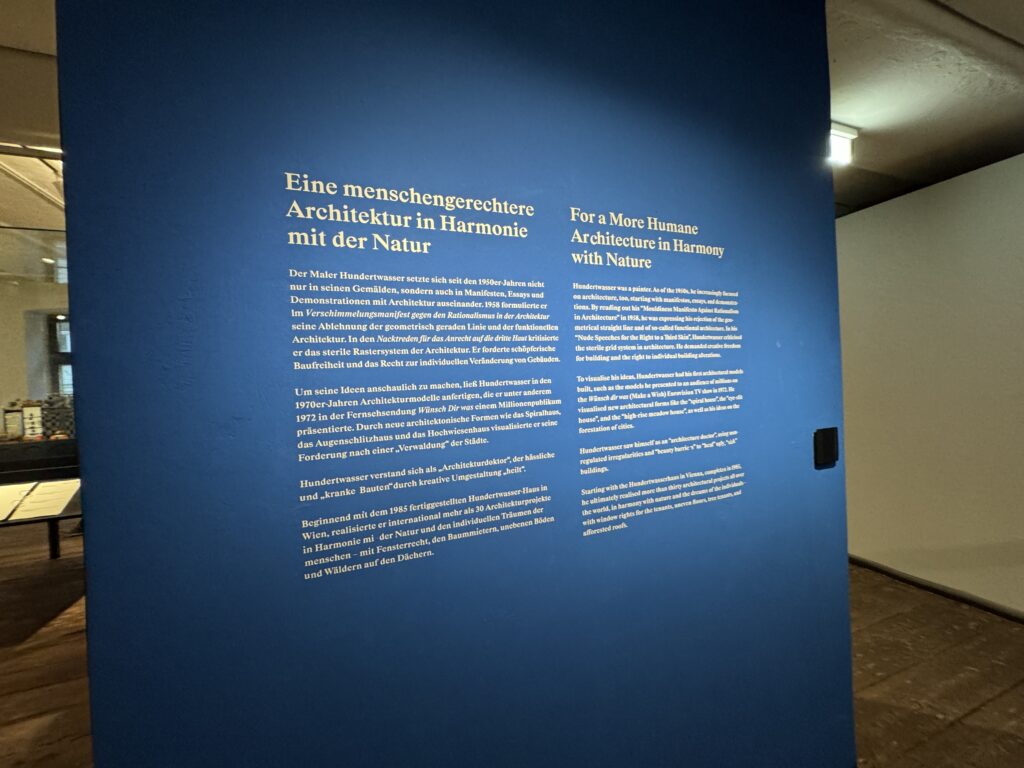 Eine menschengerechtere
Architektur in Harmonie
mit der Natur
Der Maler Hundertwasser setzte sich seit den 1950er-Jahren nicht
nur in seinen Gemälden, sondern auch in Manifesten, Essays und
Demonstrationen mit Architektur auseinander. 1958 formulierte er
im Verschimmelungsmanifest gegen den Rationalismus in der Architektur
seine Ablehnung der geometrisch geraden Linie und der funktionellen
Architektur. In den Nacktreden für das Anrecht auf die dritte Haut kritisierte
er das sterile Rastersystem der Architektur. Er forderte schöpferische
Baufreiheit und das Recht zur individuellen Veränderung von Gebäuden.
Um seine Ideen anschaulich zu machen, ließ Hundertwasser in den
1970er-Jahren Architekturmodelle anfertigen, die er unter anderem
1972 in der Fernsehsendung Wünsch Dir was einem Millionenpublikum
präsentierte. Durch neue architektonische Formen wie das Spiralhaus,
das Augenschlitzhaus und das Hochwiesenhaus visualisierte er seine
Forderung nach einer „Verwaldung“ der Städte.
Hundertwasser verstand sich als „Architekturdoktor“, der hässliche
und „kranke Bauten“ durch kreative Umgestaltung „heilt“.
Beginnend mit dem 1985 fertiggestellten Hundertwasser-Haus in
Wien, realisierte er international mehr als 30 Architekturprojekte
in Harmonie mi der Natur und den individuellen Träumen der
menschen – mit Fensterrecht, den Baummietern, unebenen Böden
und Wäldern auf den Dächern.
For a More Humane
Architecture in Harmony
with Nature
Hundertwasser was a painter. As of the 1950s, he increasingly focused
on architecture, too, starting with manifestos, essays, and demonstra-
tions. By reading out his "Mouldiness Manifesto Against Rationalism
in Architecture" in 1958, he was expressing his rejection of the geo-
metrical straight line and of so-called functional architecture. In his
"Nude Speeches for the Right to a Third Skin", Hundertwasser criticised
the sterile grid system in architecture. He demanded creative freedom
for building and the right to individual building alterations.
To visualise his ideas, Hundertwasser had his first architectural models
built, such as the models he presented to an audience of millions on
the Wünsch dir was (Make a Wish) Eurovision TV show in 1972. He
visualised new architectural forms like the "spiral house", the "eye-slit
house", and the "high-rise meadow house", as well as his ideas on the
forestation of cities.
Hundertwasser saw himself as an "architecture doctor", using non-
regulated irregularities and "beauty barric s" to "heal" ugly, "sick"
buildings.
Starting with the Hundertwasserhaus in Vienna, completed in 1985,
he ultimately realised more than thirty architectural projects all over
the world, in harmony with nature and the dreams of the individuals–
with window rights for the tenants, uneven floors, tree tenants, and
afforested roofs.